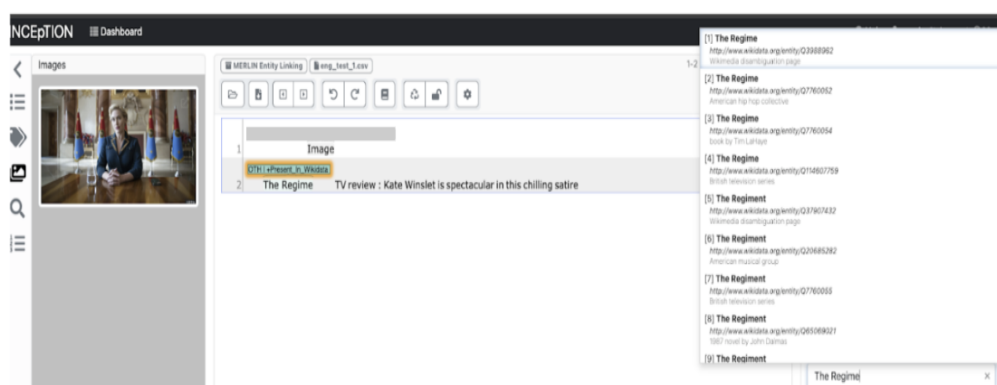 INCEpTION Dashboard
Images
MERLIN Entity Linking eng_test_1.csv
1-2
1
Image
OTH | +Present_In_Wikidata
2 The Regime TV review : Kate Winslet is spectacular in this chilling satire
[1] The Regime
http://www.wikidata.org/entity/Q3988962
Wikimedia disambiguation page
[2] The Regime
http://www.wikidata.org/entity/Q7760052
American hip hop collective
[3] The Regime
http://www.wikidata.org/entity/Q7760054
book by Tim LaHaye
[4] The Regime
http://www.wikidata.org/entity/Q114607759
British television series
[5] The Regiment
http://www.wikidata.org/entity/Q37907432
Wikimedia disambiguation page
[6] The Regiment
http://www.wikidata.org/entity/Q20685282
American musical group
[7] The Regiment
http://www.wikidata.org/entity/Q7760055
British television series
[8] The Regiment
http://www.wikidata.org/entity/Q65069021
1987 novel by John Dalmas
[9] The Regiment
The Regime